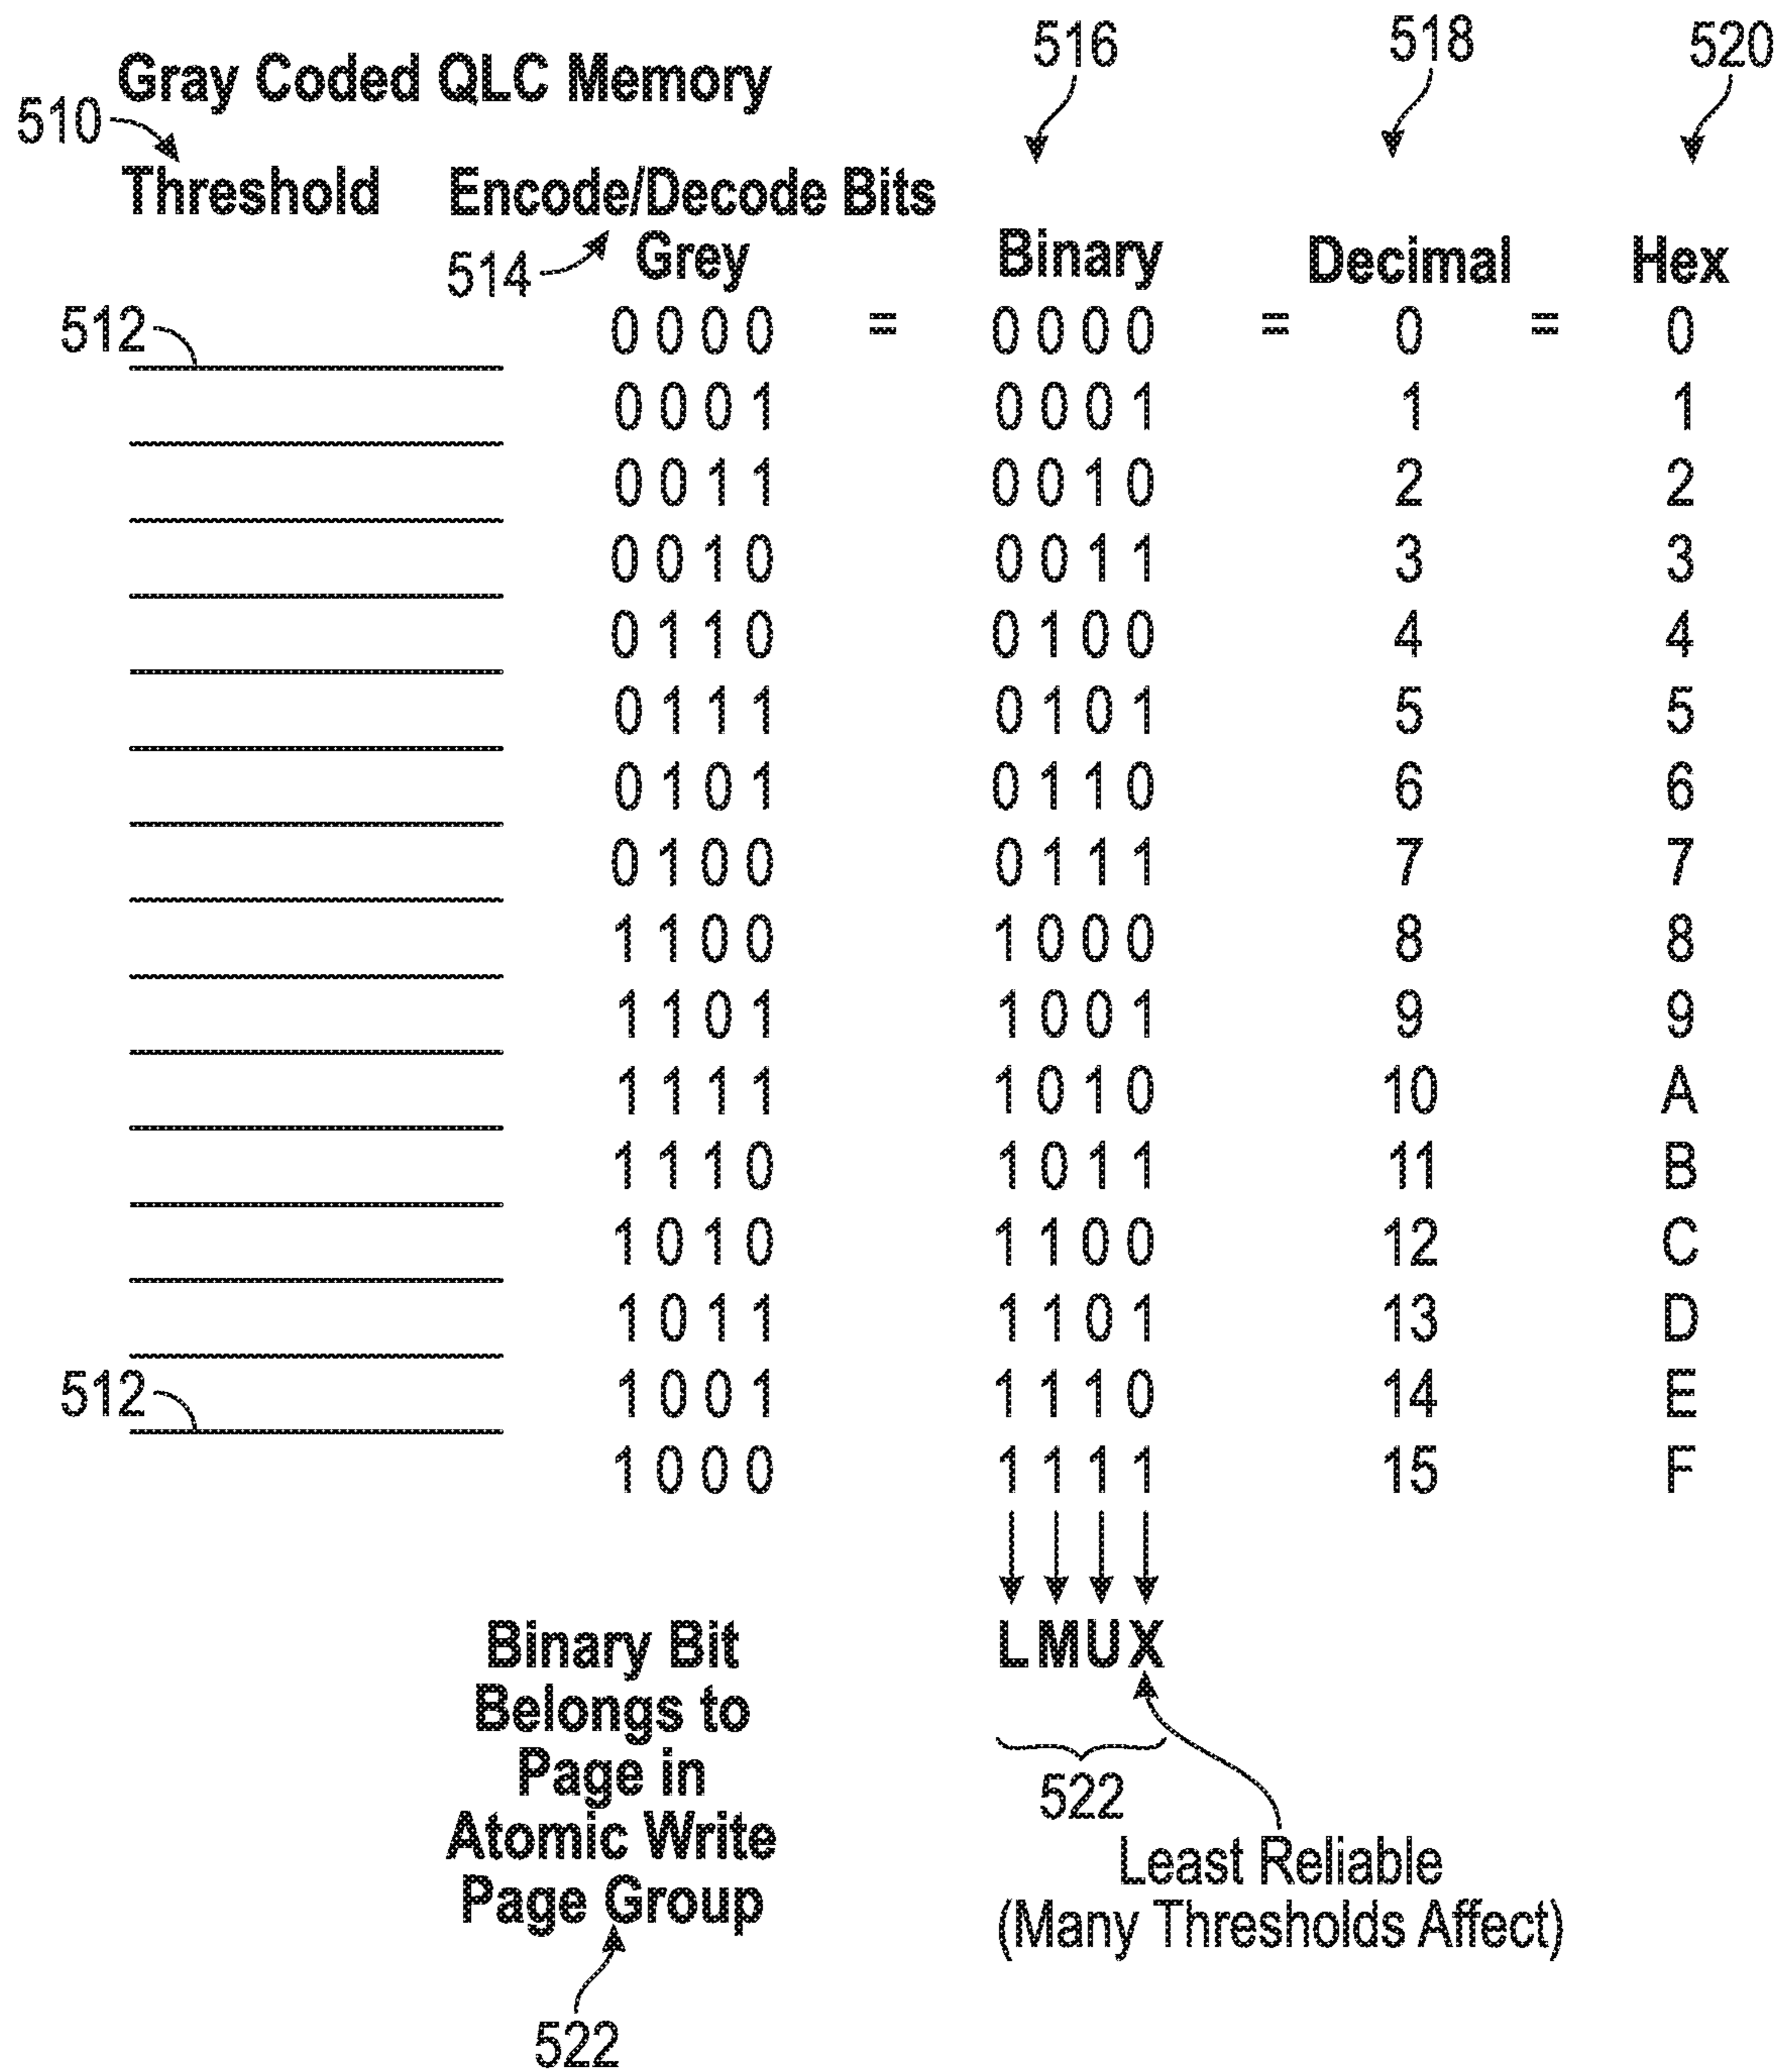 516 518 520
Gray Coded QLC Memory
510
Threshold Encode/Decode Bits
514 Grey Binary Decimal Hex
512 0 0 0 0 = 0 0 0 0 = 0 = 0
0 0 0 1 0 0 0 1 1 1
0 0 1 1 0 0 1 0 2 2
0 0 1 0 0 0 1 1 3 3
0 1 1 0 0 1 0 0 4 4
0 1 1 1 0 1 0 1 5 5
0 1 0 1 0 1 1 0 6 6
0 1 0 0 0 1 1 1 7 7
1 1 0 0 1 0 0 0 8 8
1 1 0 1 1 0 0 1 9 9
1 1 1 1 1 0 1 0 10 A
1 1 1 0 1 0 1 1 11 B
1 0 1 0 1 1 0 0 12 C
1 0 1 1 1 1 0 1 13 D
512 1 0 0 1 1 1 1 0 14 E
1 0 0 0 1 1 1 1 15 F
Binary Bit
Belongs to
Page in
Atomic Write
Page Group
522
L M U X
522
Least Reliable
(Many Thresholds Affect)